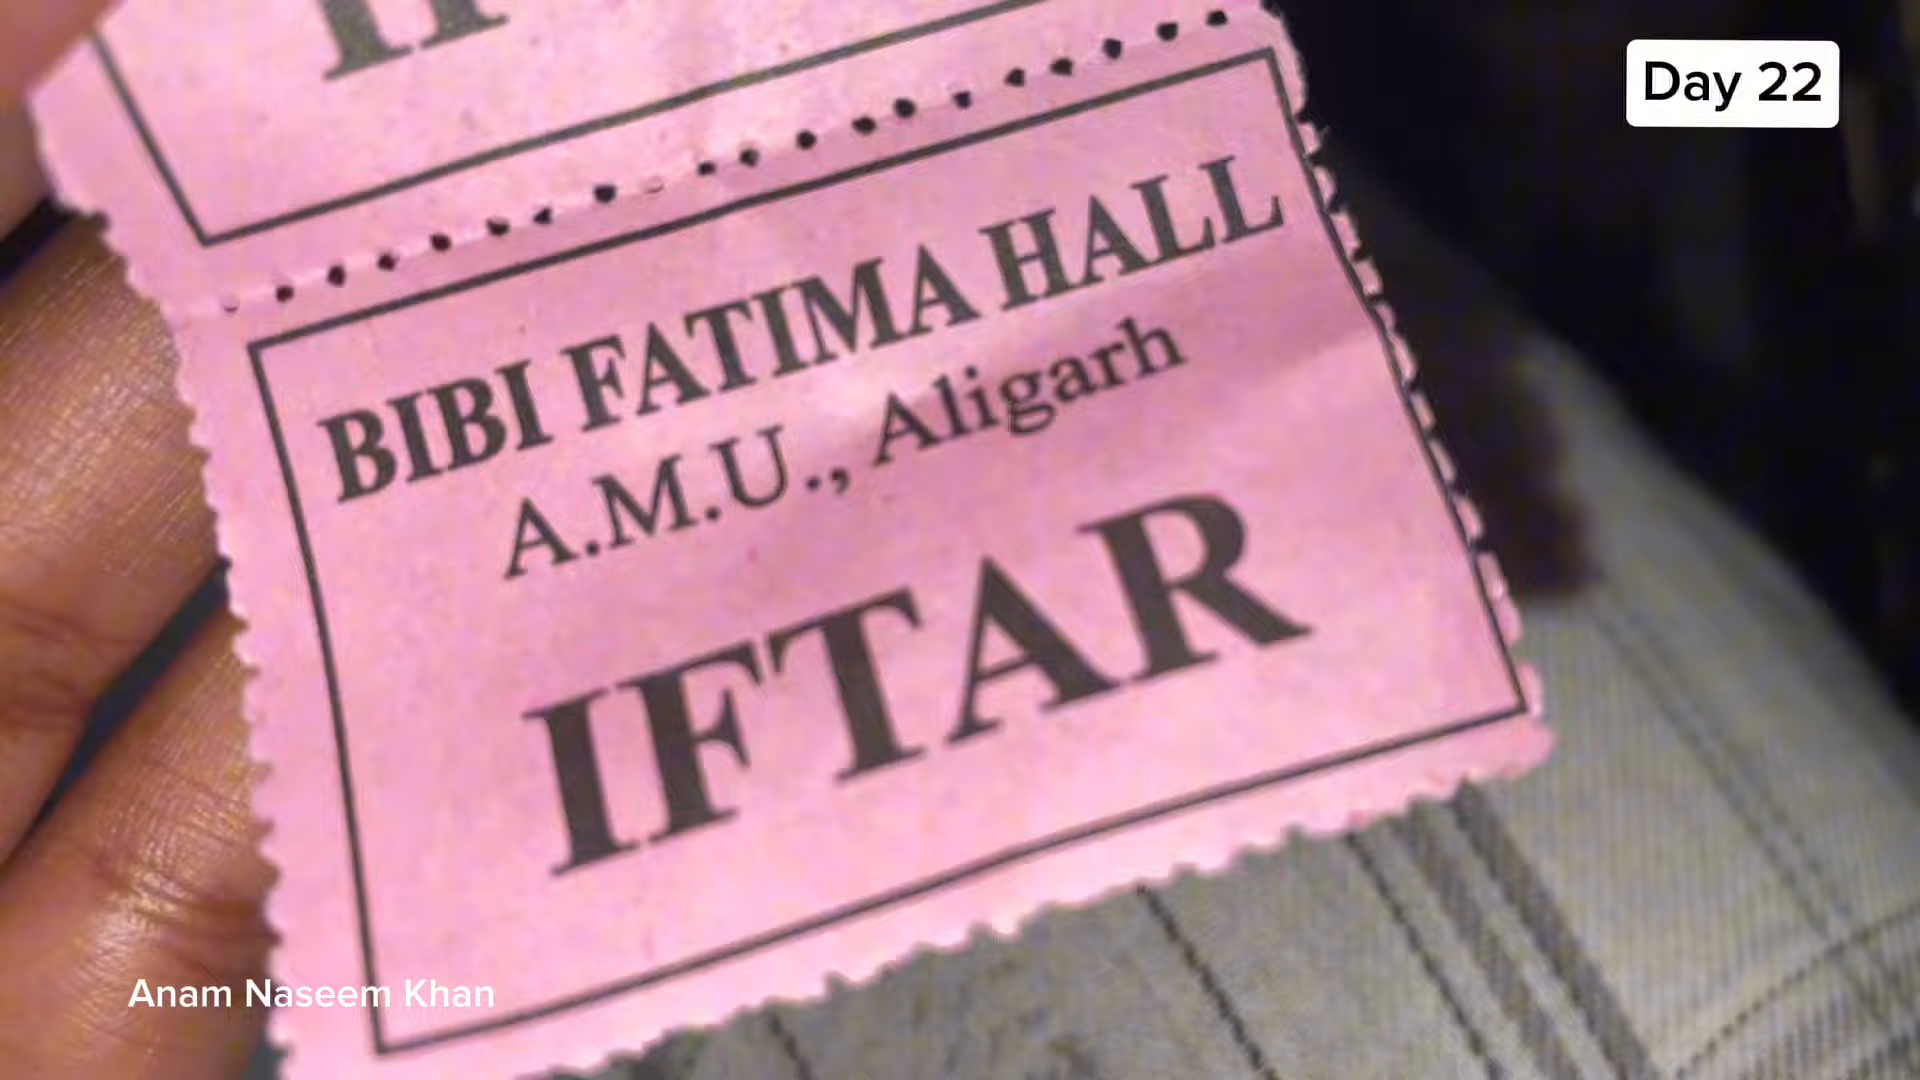 Day 22
BIBI FATIMA HALL
A.M.U., Aligarh
IFTAR
Anam Naseem Khan